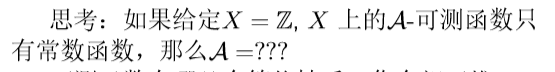 思考：如果给定X = ℤ, X 上的𝒜-可测函数只
有常数函数，那么𝒜 =???